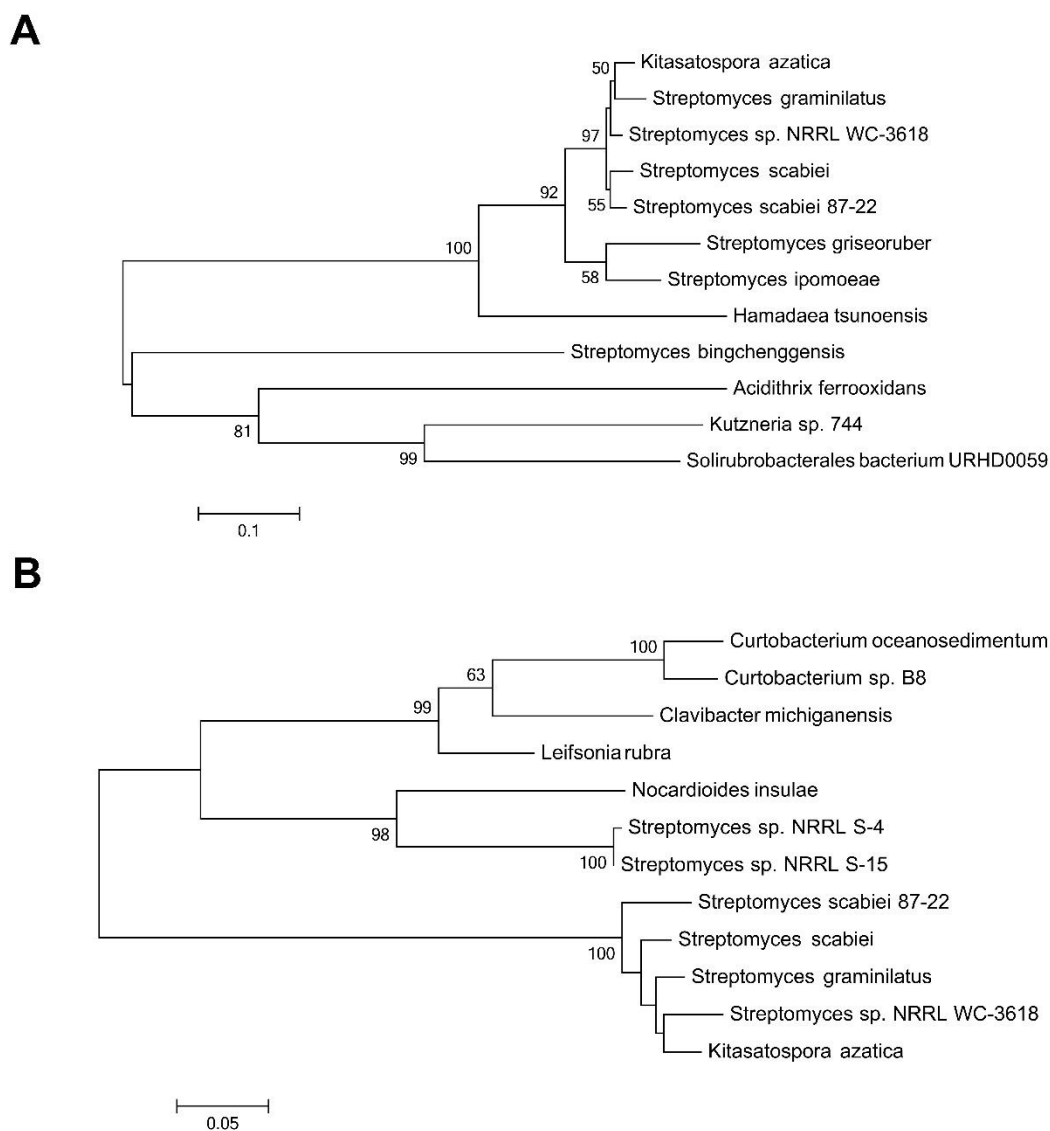 A
50
Kitasatospora azatica
Streptomyces graminilatus
97
Streptomyces sp. NRRL WC-3618
Streptomyces scabiei
92
55
Streptomyces scabiei 87-22
Streptomyces griseoruber
100
58
Streptomyces ipomoeae
Hamadaea tsunoensis
Streptomyces bingchenggensis
Acidithrix ferrooxidans
81
Kutzneria sp. 744
99
Solirubrobacterales bacterium URHD0059
0.1
B
100
Curtobacterium oceanosedimentum
63
Curtobacterium sp. B8
99
Clavibacter michiganensis
Leifsonia rubra
Nocardioides insulae
98
Streptomyces sp. NRRL S-4
100
Streptomyces sp. NRRL S-15
Streptomyces scabiei 87-22
100
Streptomyces scabiei
Streptomyces graminilatus
Streptomyces sp. NRRL WC-3618
Kitasatospora azatica
0.05